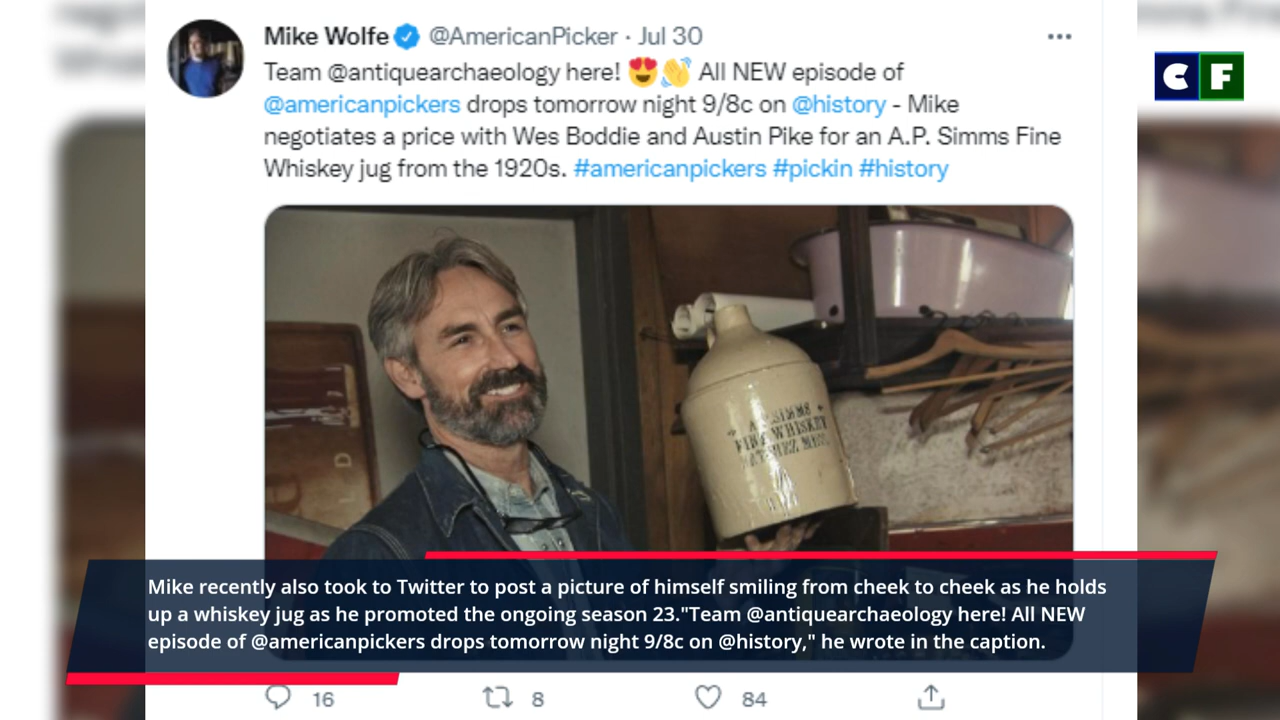 Mike Wolfe @AmericanPicker · Jul 30
Team @antiquearchaeology here! 😍👋 All NEW episode of
@americanpickers drops tomorrow night 9/8c on @history - Mike
negotiates a price with Wes Boddie and Austin Pike for an A.P. Simms Fine
Whiskey jug from the 1920s. #americanpickers #pickin #history
CF
A.P. SIMMS
FINE WHISKEY
Mike recently also took to Twitter to post a picture of himself smiling from cheek to cheek as he holds
up a whiskey jug as he promoted the ongoing season 23."Team @antiquearchaeology here! All NEW
episode of @americanpickers drops tomorrow night 9/8c on @history," he wrote in the caption.
16 8 84